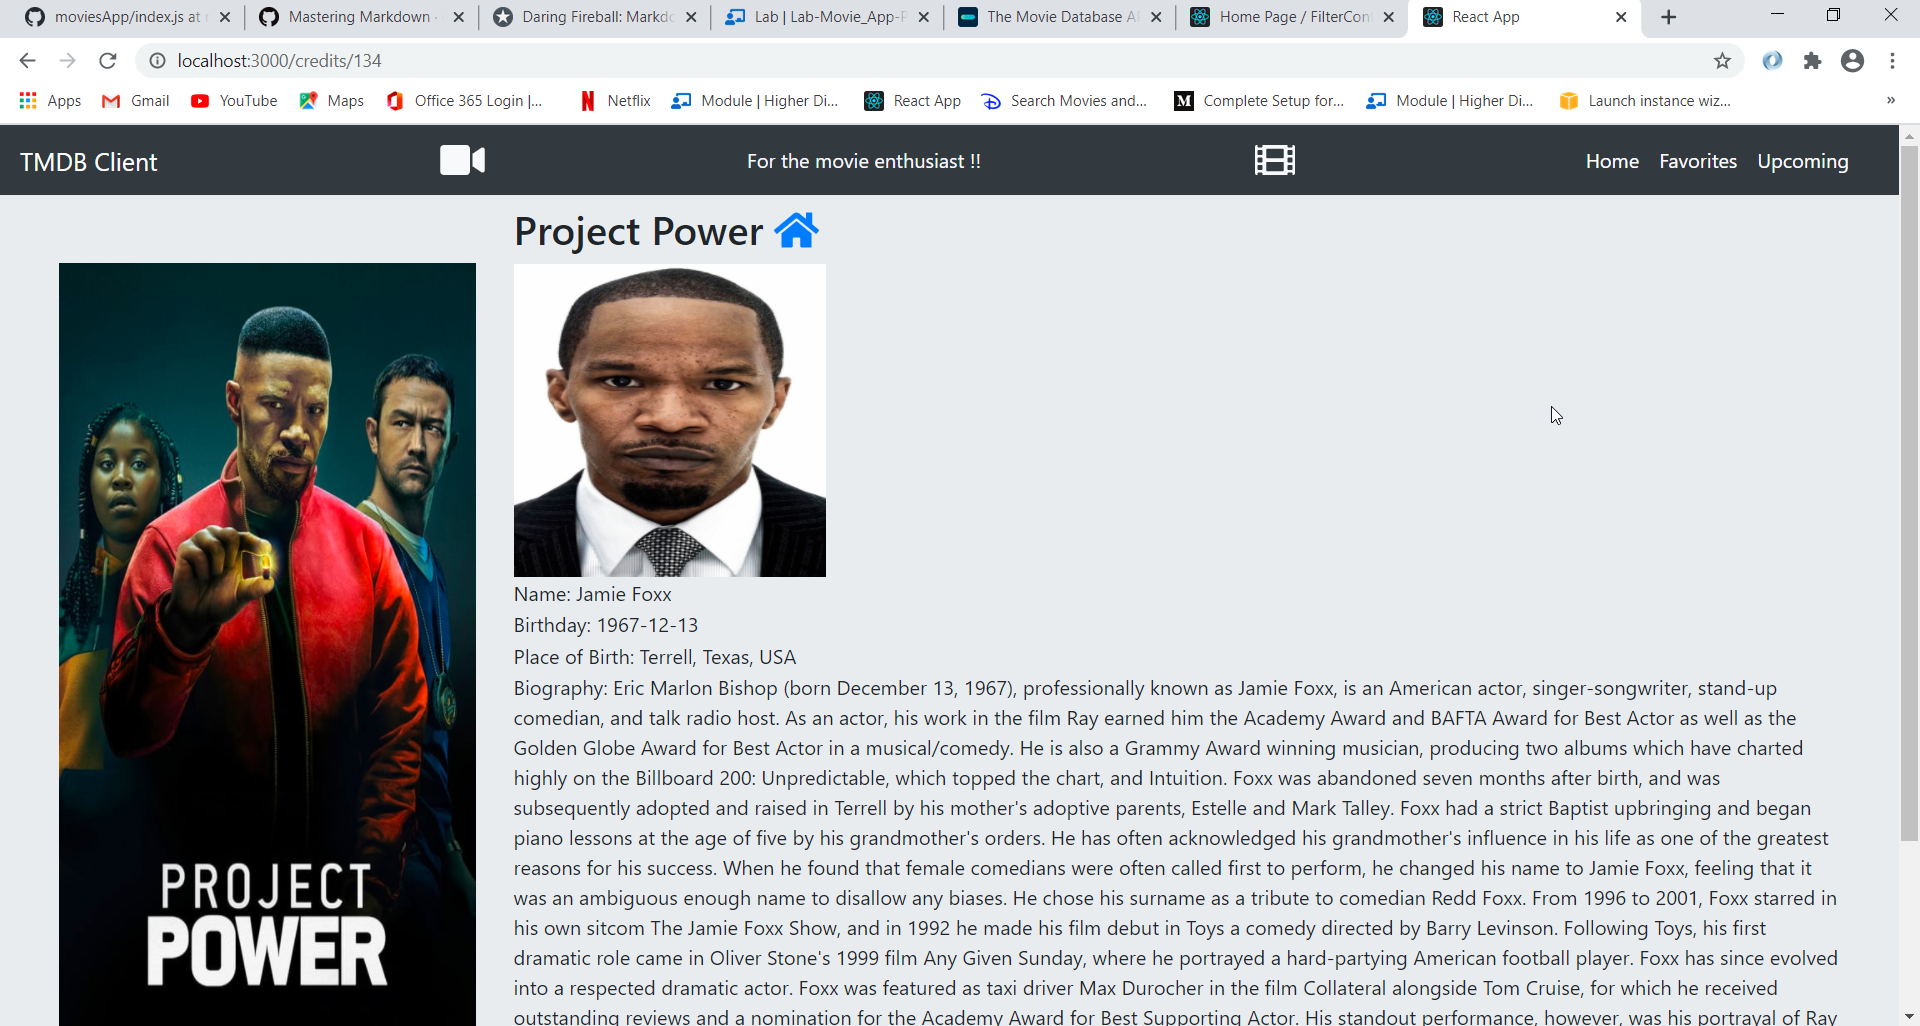 moviesApp/index.js at
Mastering Markdown
Daring Fireball: Markdo
Lab | Lab-Movie_App-F
The Movie Database A
Home Page / FilterCon
React App
localhost:3000/credits/134
Apps
Gmail
YouTube
Maps
Office 365 Login |...
Netflix
Module | Higher Di...
React App
Search Movies and...
Complete Setup for...
Module | Higher Di...
Launch instance wiz...
»
TMDB Client
For the movie enthusiast !!
Home Favorites Upcoming
Project Power
PROJECT
POWER
Name: Jamie Foxx
Birthday: 1967-12-13
Place of Birth: Terrell, Texas, USA
Biography: Eric Marlon Bishop (born December 13, 1967), professionally known as Jamie Foxx, is an American actor, singer-songwriter, stand-up
comedian, and talk radio host. As an actor, his work in the film Ray earned him the Academy Award and BAFTA Award for Best Actor as well as the
Golden Globe Award for Best Actor in a musical/comedy. He is also a Grammy Award winning musician, producing two albums which have charted
highly on the Billboard 200: Unpredictable, which topped the chart, and Intuition. Foxx was abandoned seven months after birth, and was
subsequently adopted and raised in Terrell by his mother's adoptive parents, Estelle and Mark Talley. Foxx had a strict Baptist upbringing and began
piano lessons at the age of five by his grandmother's orders. He has often acknowledged his grandmother's influence in his life as one of the greatest
reasons for his success. When he found that female comedians were often called first to perform, he changed his name to Jamie Foxx, feeling that it
was an ambiguous enough name to disallow any biases. He chose his surname as a tribute to comedian Redd Foxx. From 1996 to 2001, Foxx starred in
his own sitcom The Jamie Foxx Show, and in 1992 he made his film debut in Toys a comedy directed by Barry Levinson. Following Toys, his first
dramatic role came in Oliver Stone's 1999 film Any Given Sunday, where he portrayed a hard-partying American football player. Foxx has since evolved
into a respected dramatic actor. Foxx was featured as taxi driver Max Durocher in the film Collateral alongside Tom Cruise, for which he received
outstanding reviews and a nomination for the Academy Award for Best Supporting Actor. His standout performance, however, was his portrayal of Ray